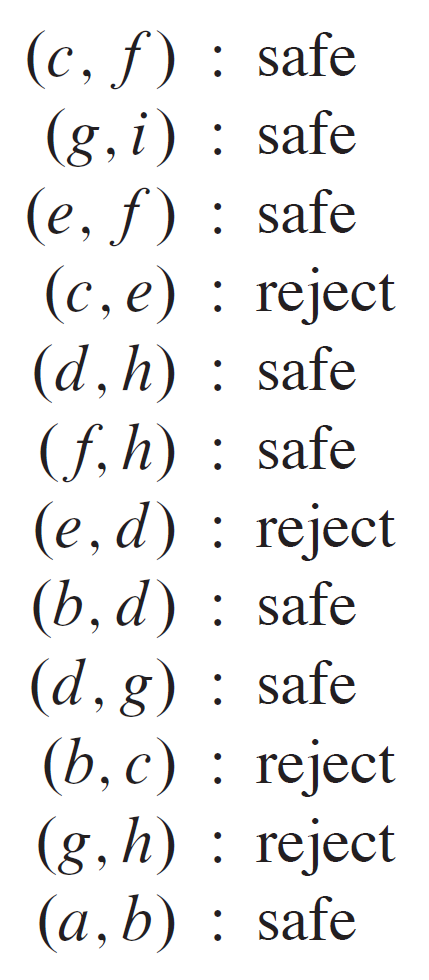 (c, f) : safe
(g, i) : safe
(e, f) : safe
(c, e) : reject
(d, h) : safe
(f, h) : safe
(e, d) : reject
(b, d) : safe
(d, g) : safe
(b, c) : reject
(g, h) : reject
(a, b) : safe